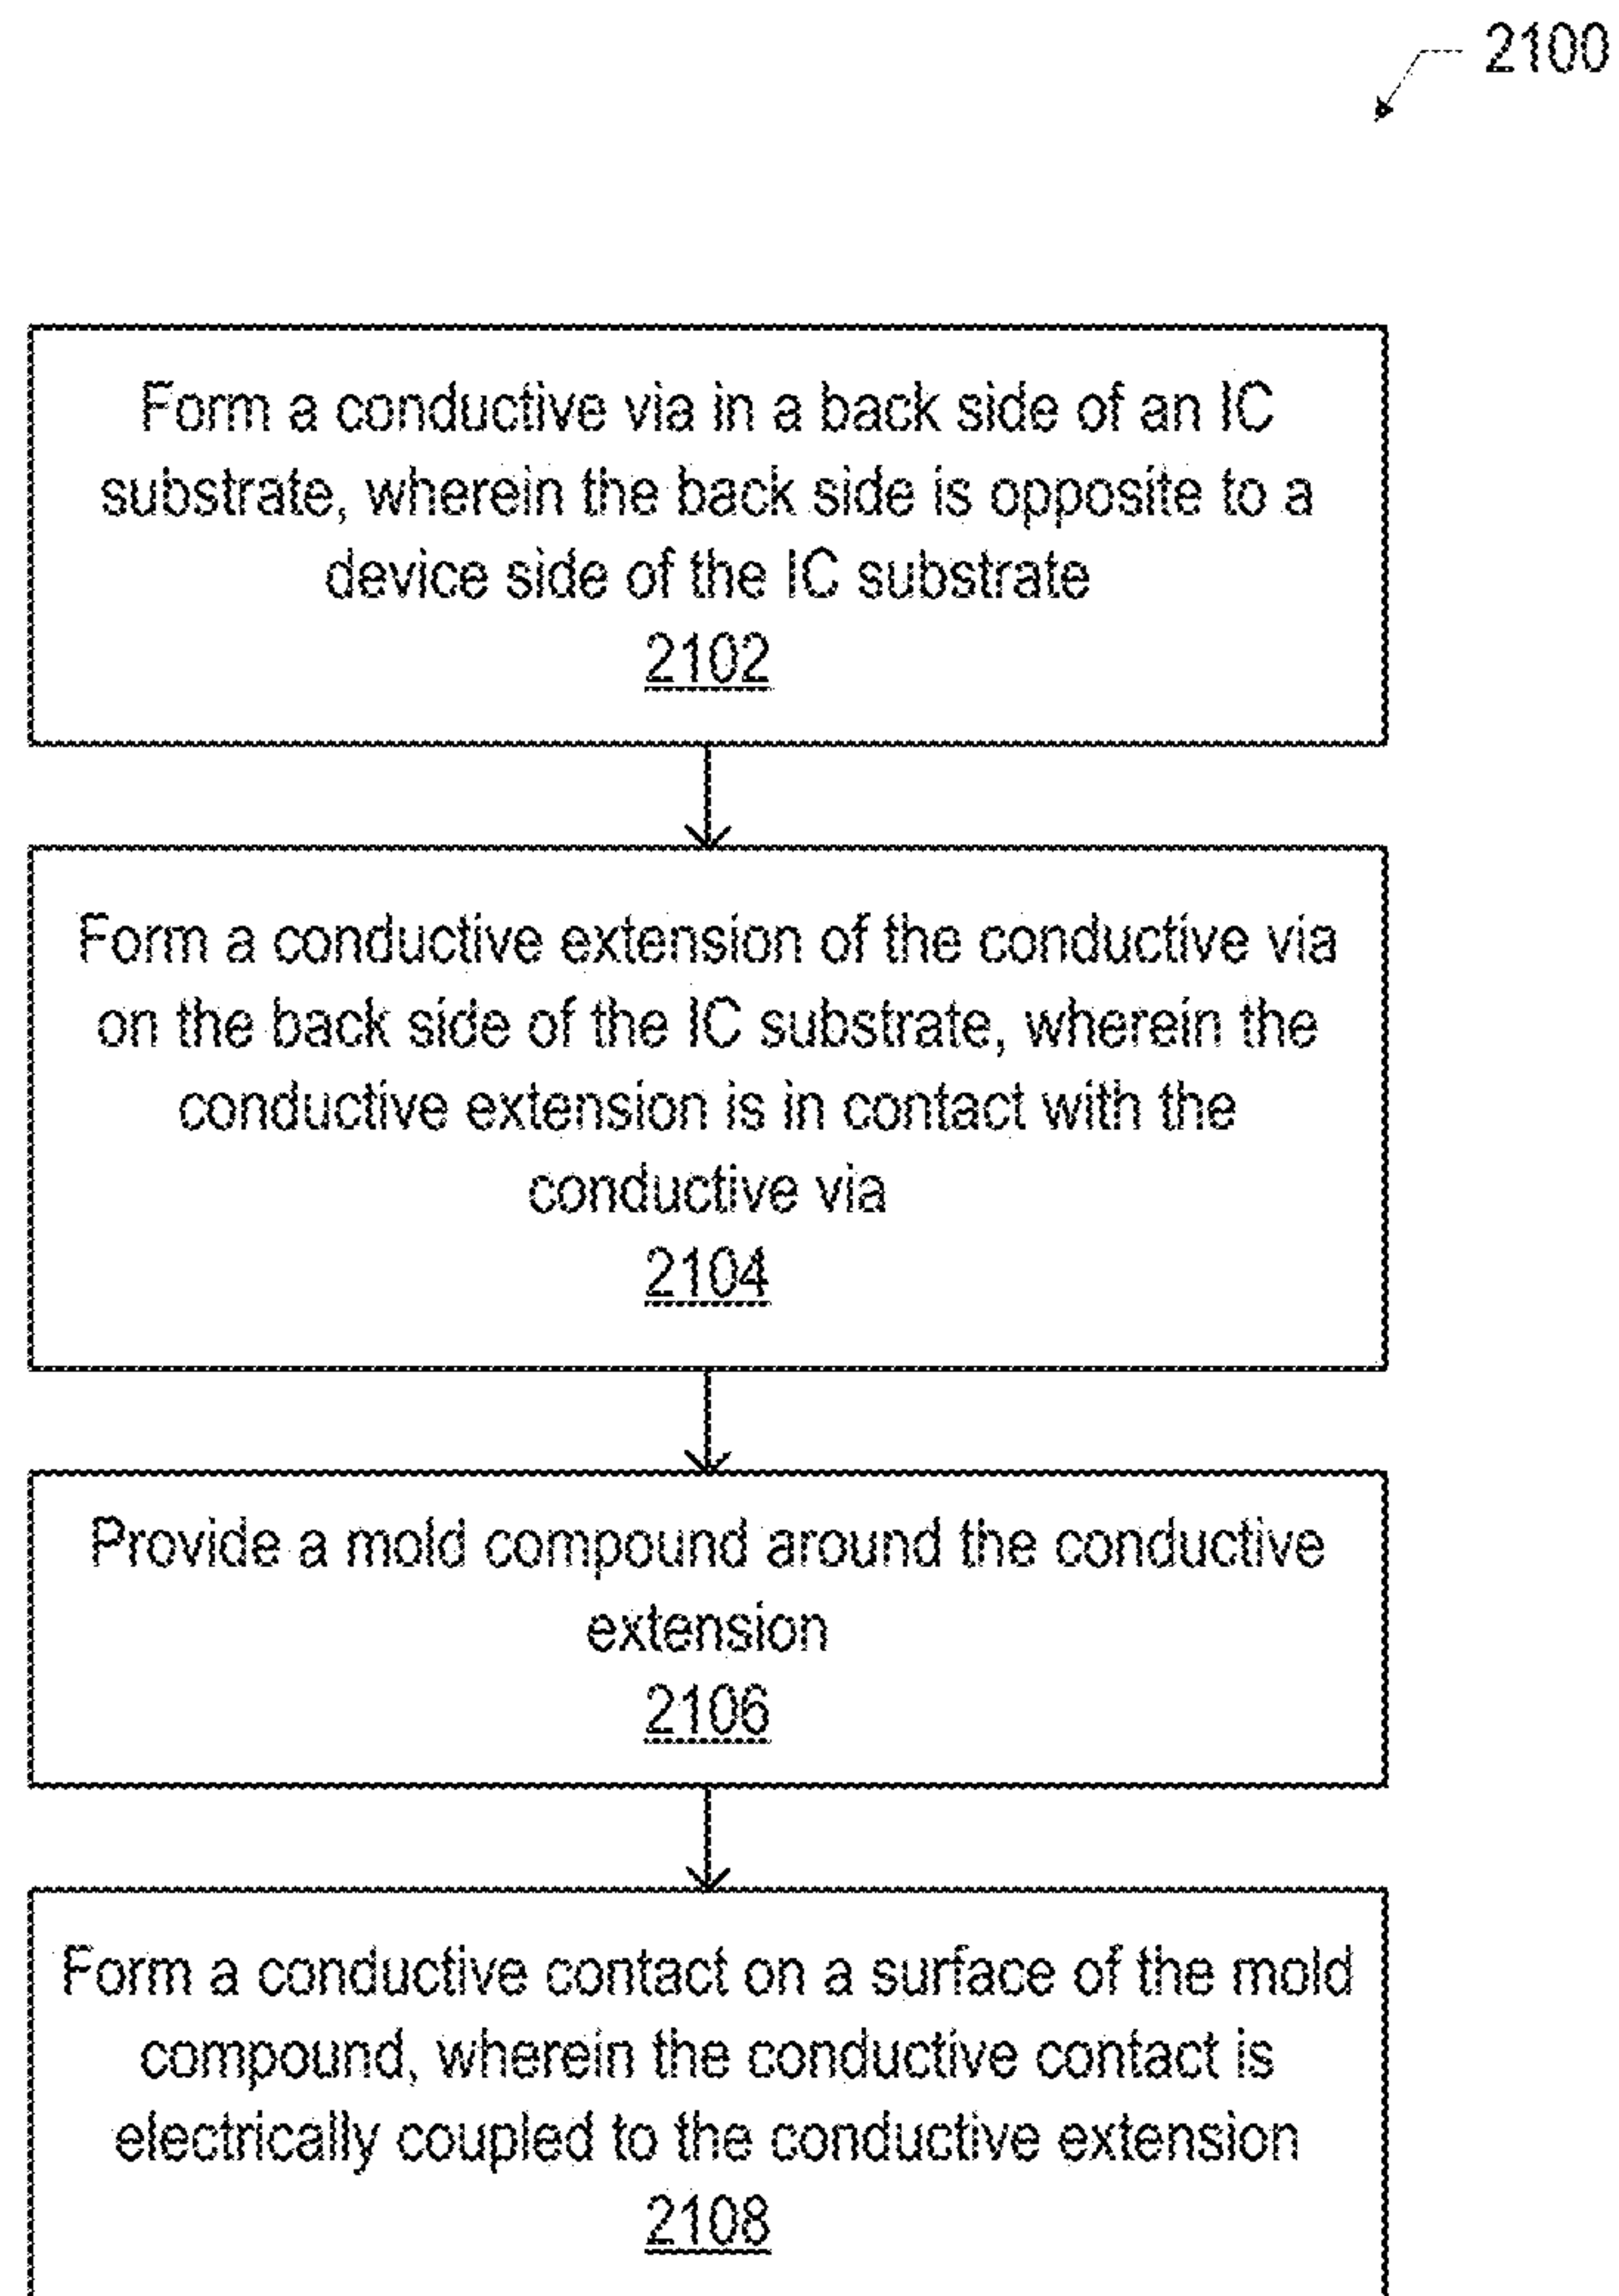 2100
Form a conductive via in a back side of an IC
substrate, wherein the back side is opposite to a
device side of the IC substrate
2102
Form a conductive extension of the conductive via
on the back side of the IC substrate, wherein the
conductive extension is in contact with the
conductive via
2104
Provide a mold compound around the conductive
extension
2106
Form a conductive contact on a surface of the mold
compound, wherein the conductive contact is
electrically coupled to the conductive extension
2108